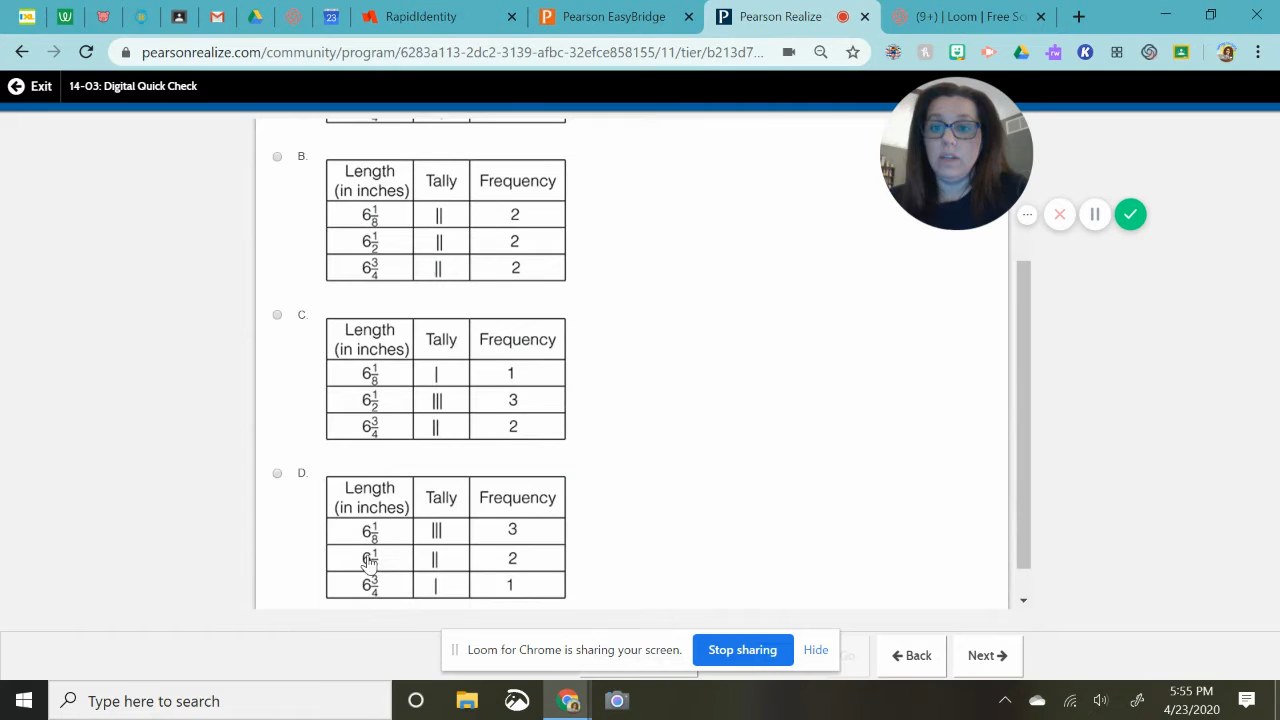 RapidIdentity
Pearson EasyBridge
Pearson Realize
(9+) Loom | Free Scr
pearsonrealize.com/community/program/6283a113-2dc2-3139-afbc-32efce858155/11/tier/b213d7...
Exit 14-03: Digital Quick Check
B.
Length (in inches) Tally Frequency
6 1/8 || 2
6 1/2 || 2
6 3/4 || 2
C.
Length (in inches) Tally Frequency
6 1/8 | 1
6 1/2 ||| 3
6 3/4 || 2
D.
Length (in inches) Tally Frequency
6 1/8 ||| 3
|| 2
6 3/4 | 1
Loom for Chrome is sharing your screen. Stop sharing Hide
Go Back Next
Type here to search
5:55 PM
4/23/2020